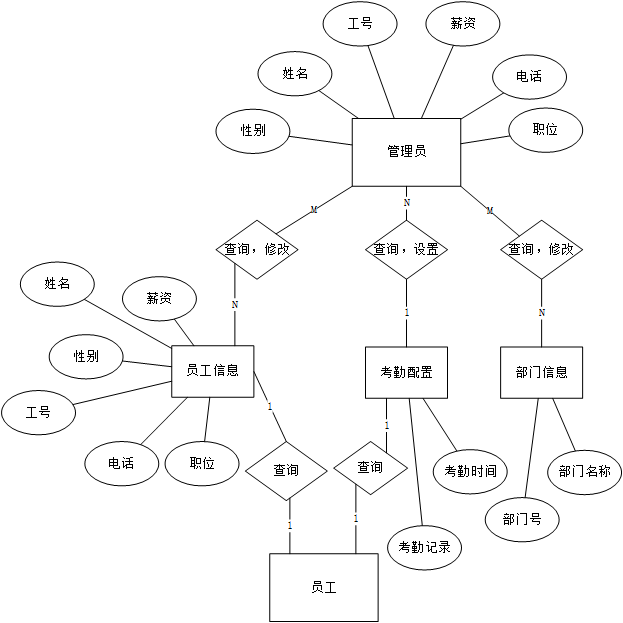 工号
薪资
姓名
电话
性别
职位
管理员
M
N
M
查询，修改
查询，设置
查询，修改
姓名
薪资
N
1
N
性别
员工信息
考勤配置
部门信息
工号
1
1
电话
职位
查询
查询
考勤时间
部门名称
1
1
部门号
考勤记录
员工